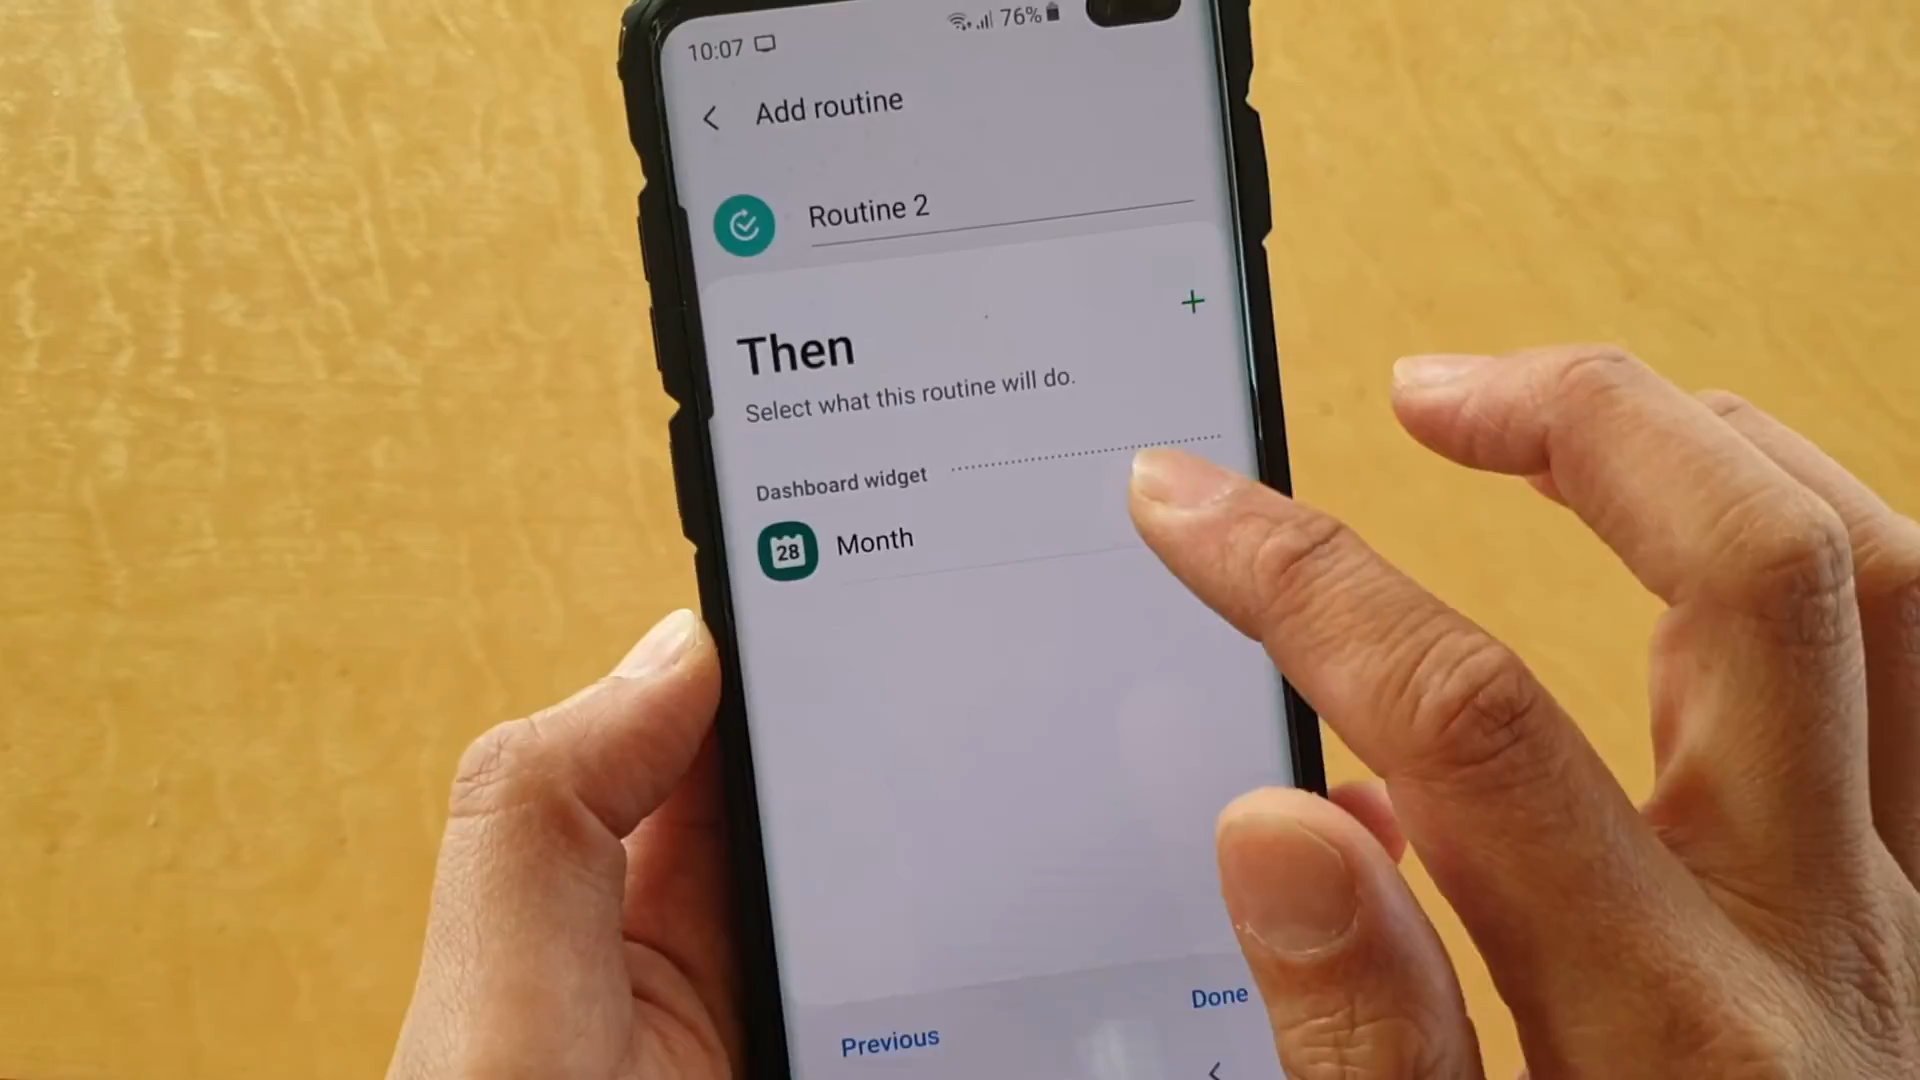 10:07 76%
Add routine
Routine 2
Then
Select what this routine will do.
Dashboard widget
28 Month
Previous Done